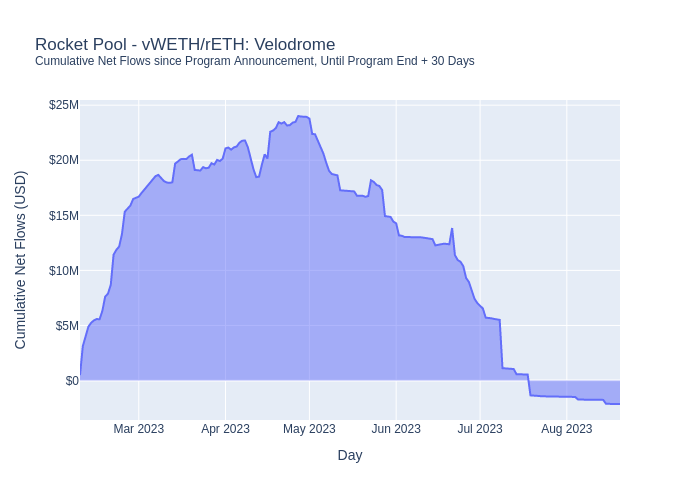 Rocket Pool - vWETH/rETH: Velodrome
Cumulative Net Flows since Program Announcement, Until Program End + 30 Days
Cumulative Net Flows (USD)
$25M
$20M
$15M
$10M
$5M
$0
Mar 2023
Apr 2023
May 2023
Jun 2023
Jul 2023
Aug 2023
Day